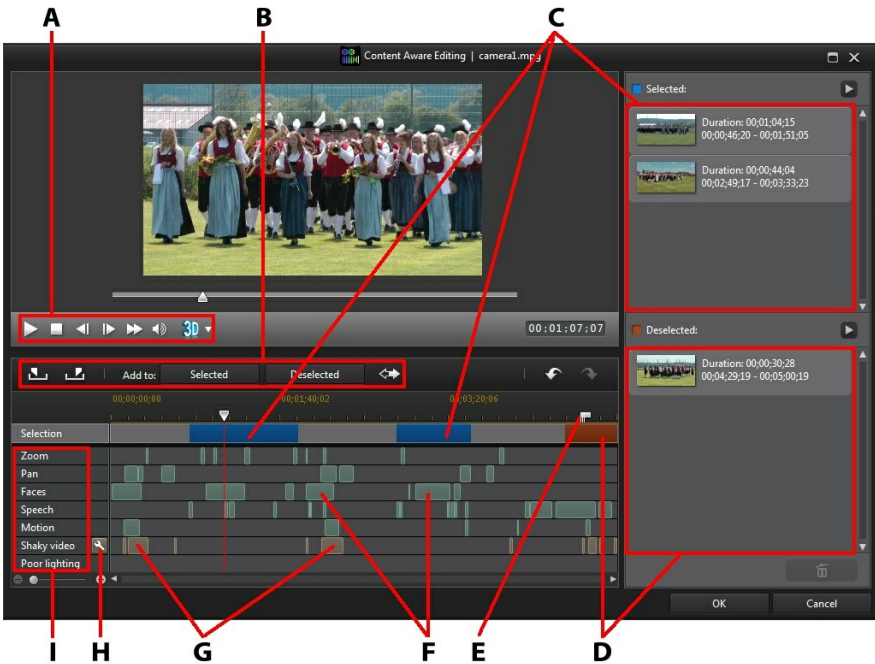 A B C
Content Aware Editing | camera1.mpg
Selected:
Duration: 00;01;04;15
00;00;46;20 - 00;01;51;05
Duration: 00;00;44;04
00;02;49;17 - 00;03;33;23
3D
00;01;07;07
Deselected:
Add to: Selected Deselected
Duration: 00;00;30;28
00;04;29;19 - 00;05;00;19
00;00;00;00 00;01;40;02 00;03;20;06
Selection
Zoom
Pan
Faces
Speech
Motion
Shaky video
Poor lighting
OK Cancel
I H G F E D